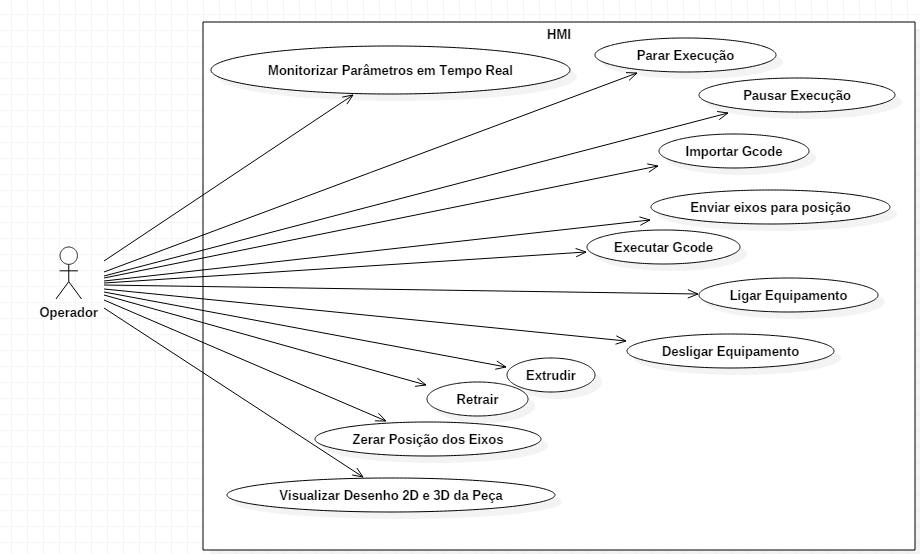 HMI
Monitorizar Parâmetros em Tempo Real
Parar Execução
Pausar Execução
Importar Gcode
Enviar eixos para posição
Executar Gcode
Ligar Equipamento
Operador
Desligar Equipamento
Extrudir
Retrair
Zerar Posição dos Eixos
Visualizar Desenho 2D e 3D da Peça